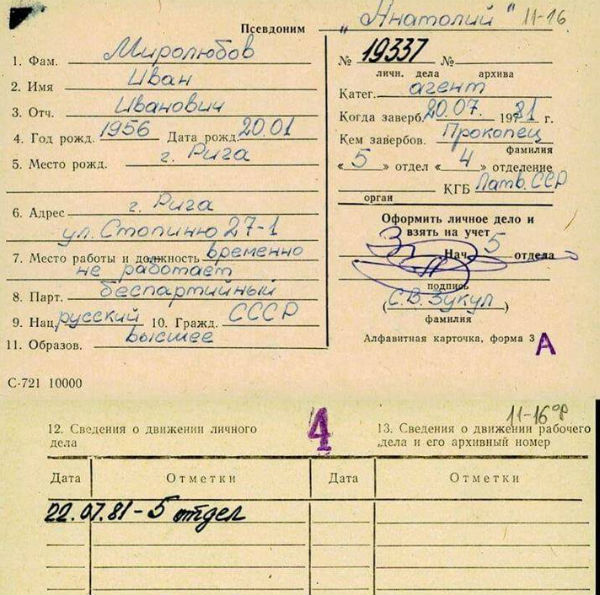 Псевдоним „Анатолий" 11-16
1. Фам. Миролюбов
2. Имя Иван
3. Отч. Иванович
4. Год рожд. 1956 Дата рожд. 20.01
5. Место рожд. г. Рига
6. Адрес г. Рига
ул. Стопиню 27-1
7. Место работы и должность временно
не работает
8. Парт. беспартийный
9. Нац. русский 10. Гражд. СССР
11. Образов. высшее
№ 19337 №
личн. дела архива
Катег. агент
Когда заверб. 20.07. 1981 г.
Кем завербов. Прокопец
фамилия
« 5 » отдел « 4 » отделение
КГБ Латв. ССР
орган
Оформить личное дело и
взять на учет
Нач. 5 отдела
подпись
( С.В. Зукул )
фамилия
Алфавитная карточка, форма 3
А
С-721 10000
4
11-16
12. Сведения о движении личного
дела
13. Сведения о движении рабочего
дела и его архивный номер
Дата Отметки Дата Отметки
22.07.81 - 5 отдел